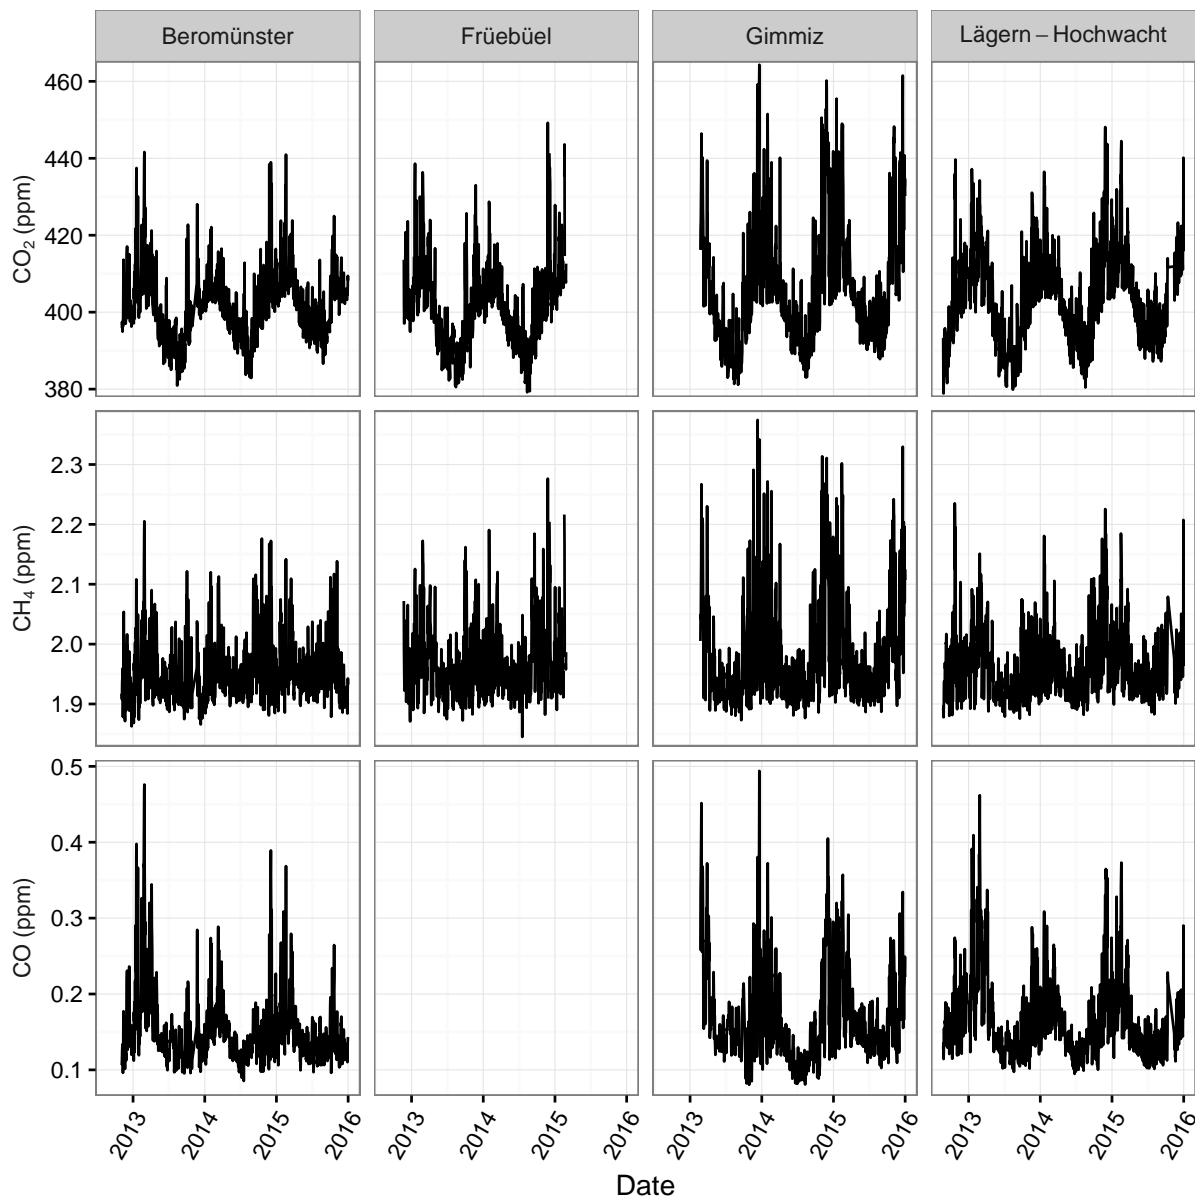 Beromünster Früebüel Gimmiz Lägern – Hochwacht
CO₂ (ppm)
460
440
420
400
380
CH₄ (ppm)
2.3
2.2
2.1
2.0
1.9
CO (ppm)
0.5
0.4
0.3
0.2
0.1
2013 2014 2015 2016 2013 2014 2015 2016 2013 2014 2015 2016 2013 2014 2015 2016
Date